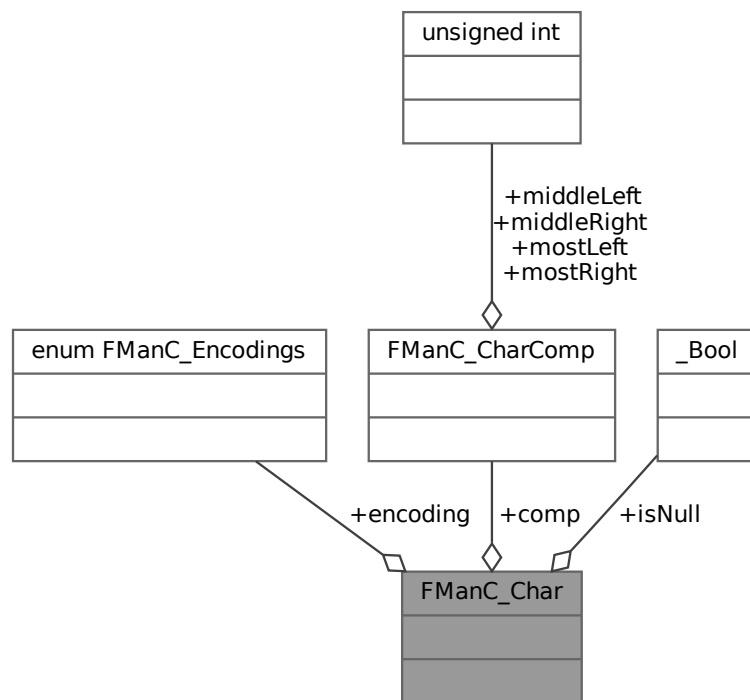 unsigned int
+middleLeft
+middleRight
+mostLeft
+mostRight
enum FManC_Encodings
FManC_CharComp
_Bool
+encoding
+comp
+isNull
FManC_Char